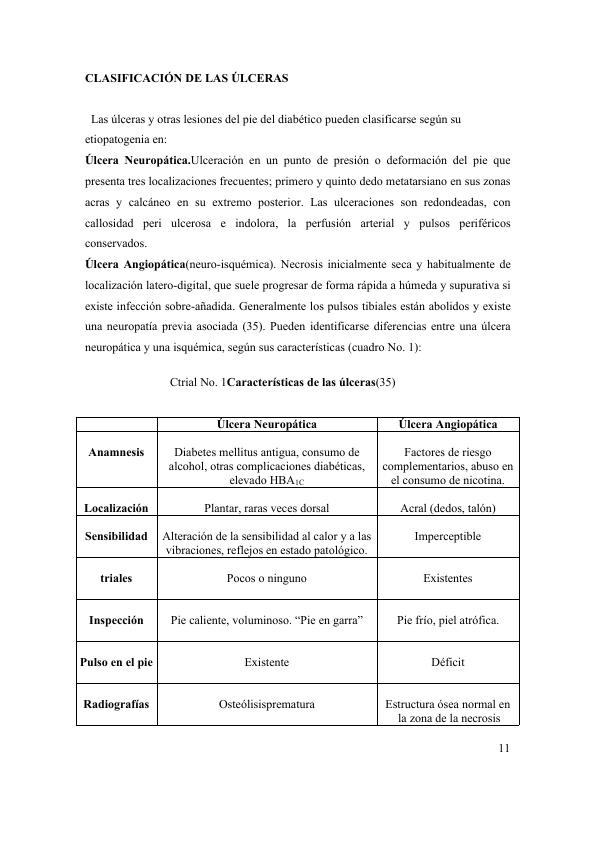 CLASIFICACIÓN DE LAS ÚLCERAS
Las úlceras y otras lesiones del pie del diabético pueden clasificarse según su
etiopatogenia en:
Úlcera Neuropática.Ulceración en un punto de presión o deformación del pie que
presenta tres localizaciones frecuentes; primero y quinto dedo metatarsiano en sus zonas
acras y calcáneo en su extremo posterior. Las ulceraciones son redondeadas, con
callosidad peri ulcerosa e indolora, la perfusión arterial y pulsos periféricos
conservados.
Úlcera Angiopática(neuro-isquémica). Necrosis inicialmente seca y habitualmente de
localización latero-digital, que suele progresar de forma rápida a húmeda y supurativa si
existe infección sobre-añadida. Generalmente los pulsos tibiales están abolidos y existe
una neuropatía previa asociada (35). Pueden identificarse diferencias entre una úlcera
neuropática y una isquémica, según sus características (cuadro No. 1):
Ctrial No. 1Características de las úlceras(35)
Úlcera Neuropática Úlcera Angiopática
Anamnesis Diabetes mellitus antigua, consumo de Factores de riesgo
alcohol, otras complicaciones diabéticas, complementarios, abuso en
elevado HBA1C el consumo de nicotina.
Localización Plantar, raras veces dorsal Acral (dedos, talón)
Sensibilidad Alteración de la sensibilidad al calor y a las Imperceptible
vibraciones, reflejos en estado patológico.
triales Pocos o ninguno Existentes
Inspección Pie caliente, voluminoso. “Pie en garra” Pie frío, piel atrófica.
Pulso en el pie Existente Déficit
Radiografías Osteólisisprematura Estructura ósea normal en
la zona de la necrosis
11